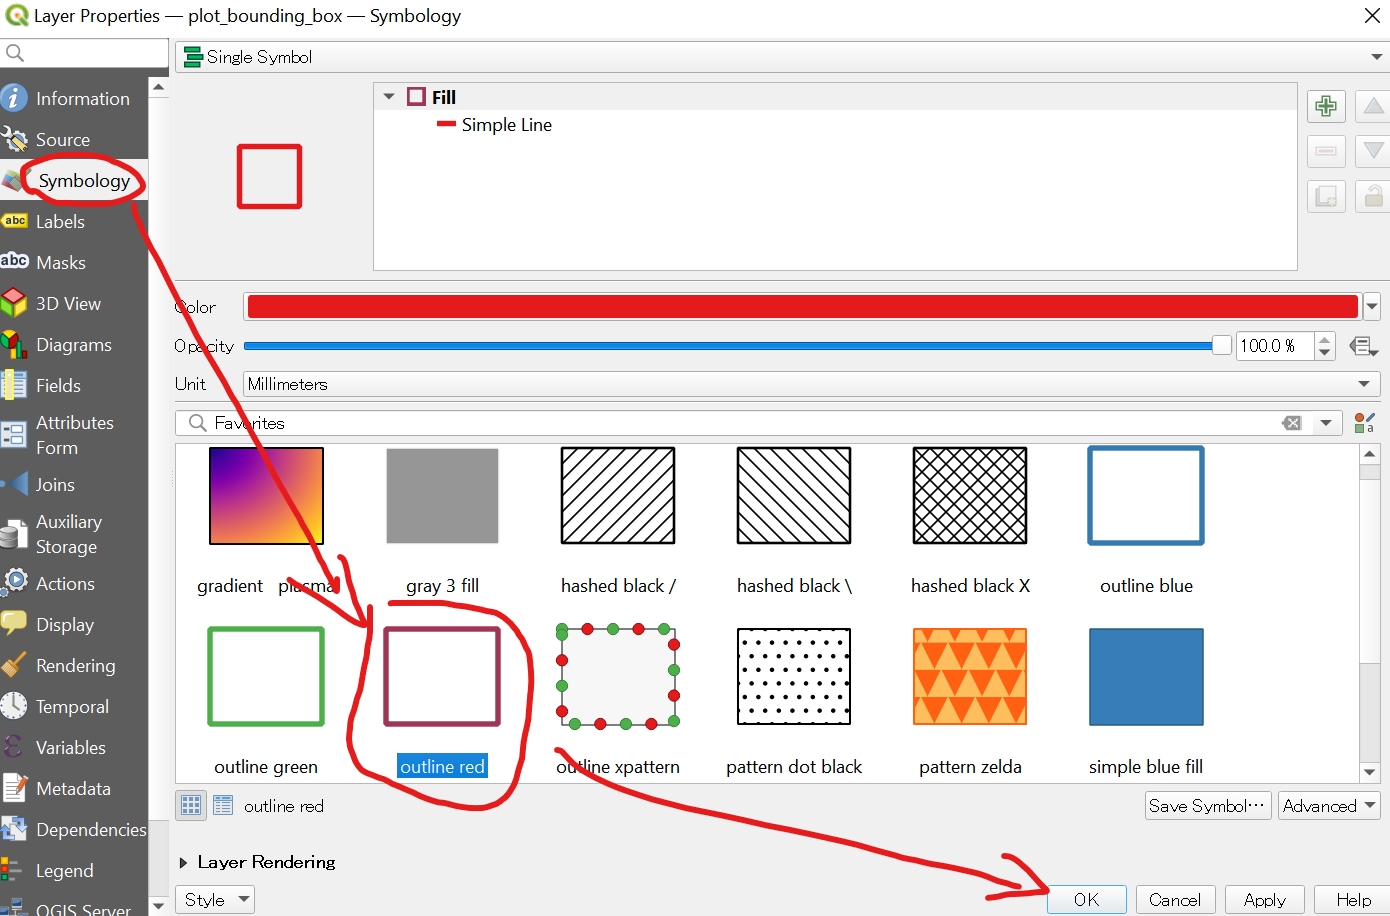 Layer Properties — plot_bounding_box — Symbology
Single Symbol
Information
Source
Symbology
Labels
Masks
3D View
Diagrams
Fields
Attributes
Form
Joins
Auxiliary
Storage
Actions
Display
Rendering
Temporal
Variables
Metadata
Dependencies
Legend
QGIS Server
Fill
Simple Line
Color
Opacity
100.0 %
Unit
Millimeters
Favorites
gradient plasma
gray 3 fill
hashed black /
hashed black \
hashed black X
outline blue
outline green
outline red
outline xpattern
pattern dot black
pattern zelda
simple blue fill
outline red
Save Symbol…
Advanced
Layer Rendering
Style
OK
Cancel
Apply
Help